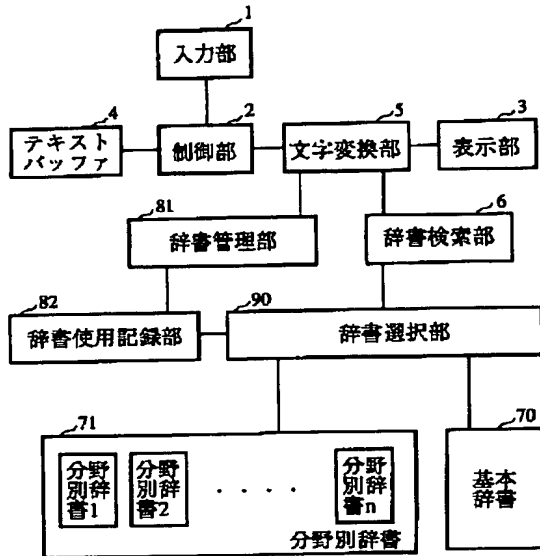 1
入力部
4
テキスト
バッファ
2
制御部
5
文字変換部
3
表示部
81
辞書管理部
6
辞書検索部
82
辞書使用記録部
90
辞書選択部
71
分野
別辞
書1
分野
別辞
書2
・・・・
分野
別辞
書n
分野別辞書
70
基本
辞書